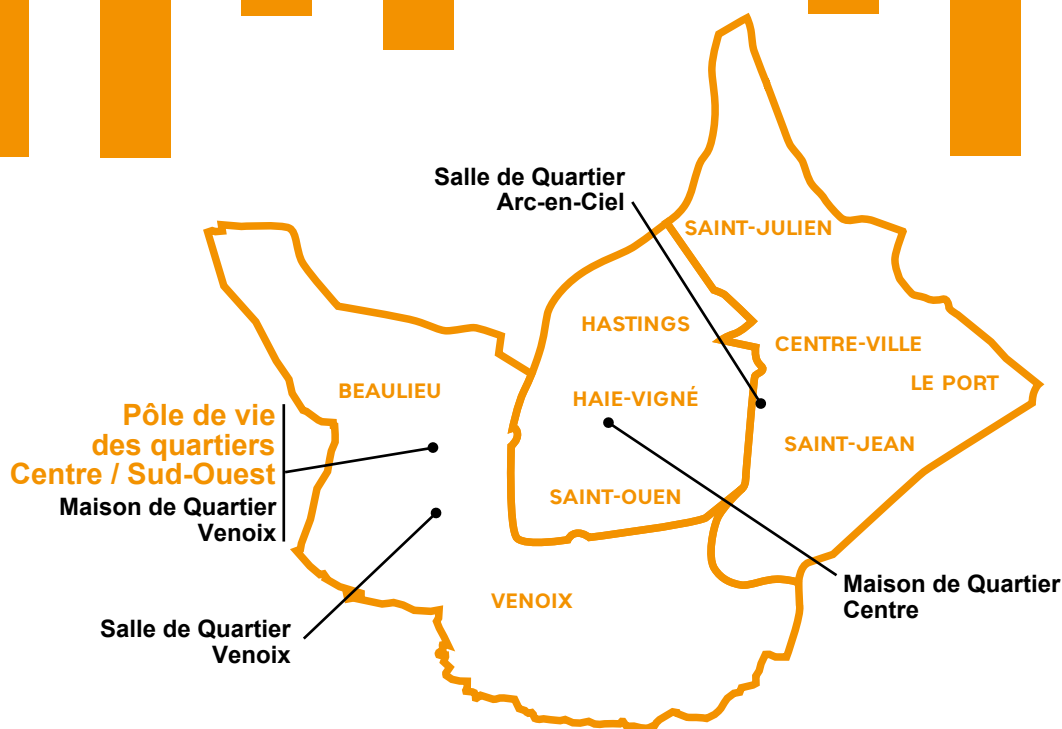 Salle de Quartier
Arc-en-Ciel
SAINT-JULIEN
HASTINGS
CENTRE-VILLE
LE PORT
BEAULIEU
HAIE-VIGNÉ
Pôle de vie
des quartiers
Centre / Sud-Ouest
Maison de Quartier
Venoix
SAINT-JEAN
SAINT-OUEN
VENOIX
Maison de Quartier
Centre
Salle de Quartier
Venoix